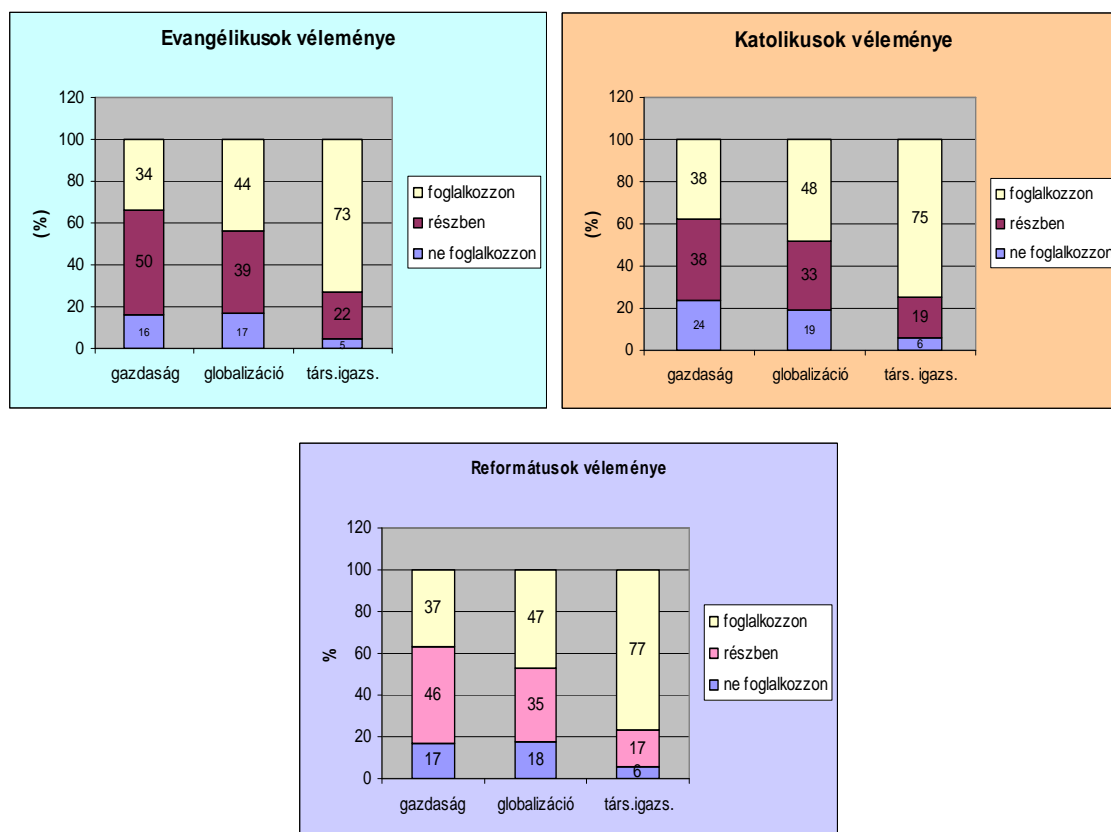 Evangélikusok véleménye
120
100
80
60
40
20
0
(%)
34
44
73
50
39
22
16
17
5
gazdaság
globalizáció
társ.igazs.
foglalkozzon
részben
ne foglalkozzon
Katolikusok véleménye
120
100
80
60
40
20
0
(%)
38
48
75
38
33
19
24
19
6
gazdaság
globalizáció
társ. igazs.
foglalkozzon
részben
ne foglalkozzon
Reformátusok véleménye
120
100
80
60
40
20
0
%
37
47
77
46
35
17
17
18
6
gazdaság
globalizáció
társ.igazs.
foglalkozzon
részben
ne foglalkozzon